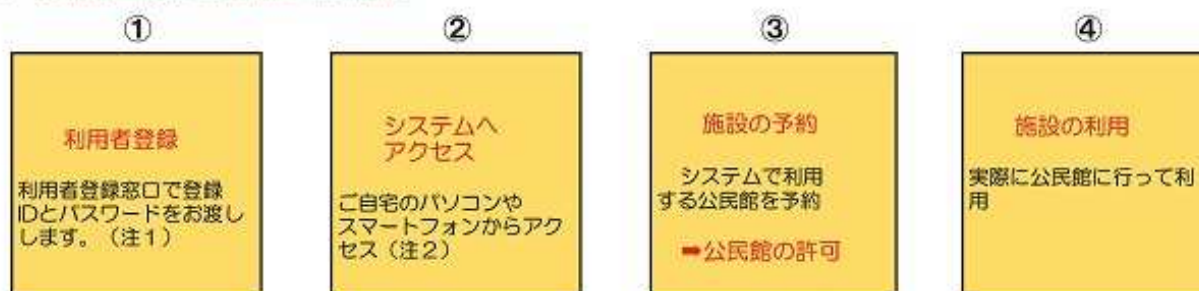 ①
利用者登録
利用者登録窓口で登録
IDとパスワードをお渡し
します。(注1)
②
システムへ
アクセス
ご自宅のパソコンや
スマートフォンからアク
セス(注2)
③
施設の予約
システムで利用
する公民館を予約
➡公民館の許可
④
施設の利用
実際に公民館に行って利
用